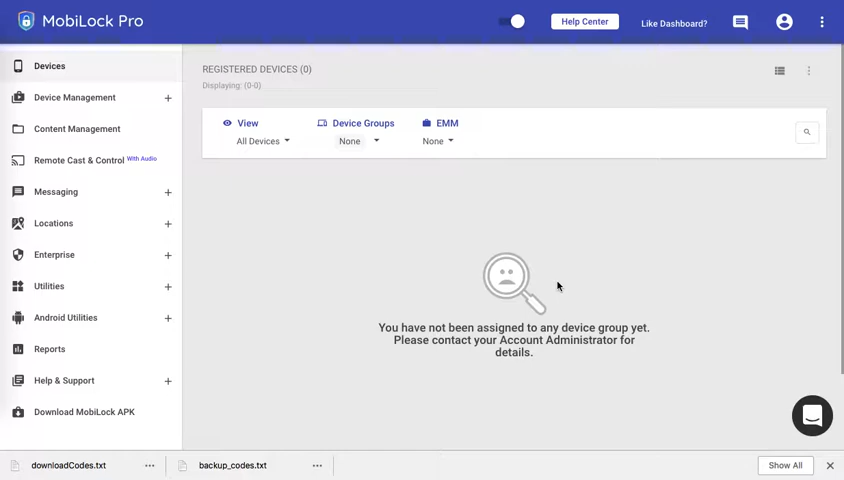 MobiLock Pro
Help Center
Like Dashboard?
Devices
Device Management
Content Management
Remote Cast & Control With Audio
Messaging
Locations
Enterprise
Utilities
Android Utilities
Reports
Help & Support
Download MobiLock APK
REGISTERED DEVICES (0)
Displaying: (0-0)
View
All Devices
Device Groups
None
EMM
None
You have not been assigned to any device group yet.
Please contact your Account Administrator for
details.
downloadCodes.txt
backup_codes.txt
Show All